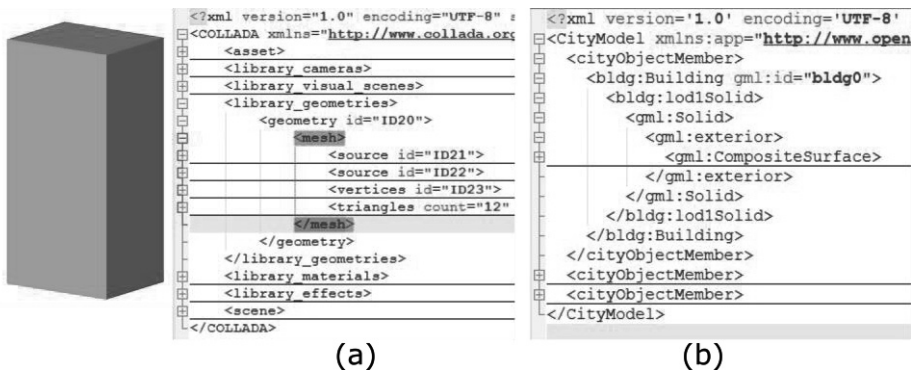 <?xml version="1.0" encoding="UTF-8" s
<COLLADA xmlns="http://www.collada.org
<asset>
<library_cameras>
<library_visual_scenes>
<library_geometries>
<geometry id="ID20">
<mesh>
<source id="ID21">
<source id="ID22">
<vertices id="ID23">
<triangles count="12"
</mesh>
</geometry>
</library_geometries>
<library_materials>
<library_effects>
<scene>
</COLLADA>
(a)
<?xml version='1.0' encoding='UTF-8'
<CityModel xmlns:app="http://www.open
<cityObjectMember>
<bldg:Building gml:id="bldg0">
<bldg:lod1Solid>
<gml:Solid>
<gml:exterior>
<gml:CompositeSurface>
</gml:exterior>
</gml:Solid>
</bldg:lod1Solid>
</bldg:Building>
</cityObjectMember>
<cityObjectMember>
<cityObjectMember>
</CityModel>
(b)